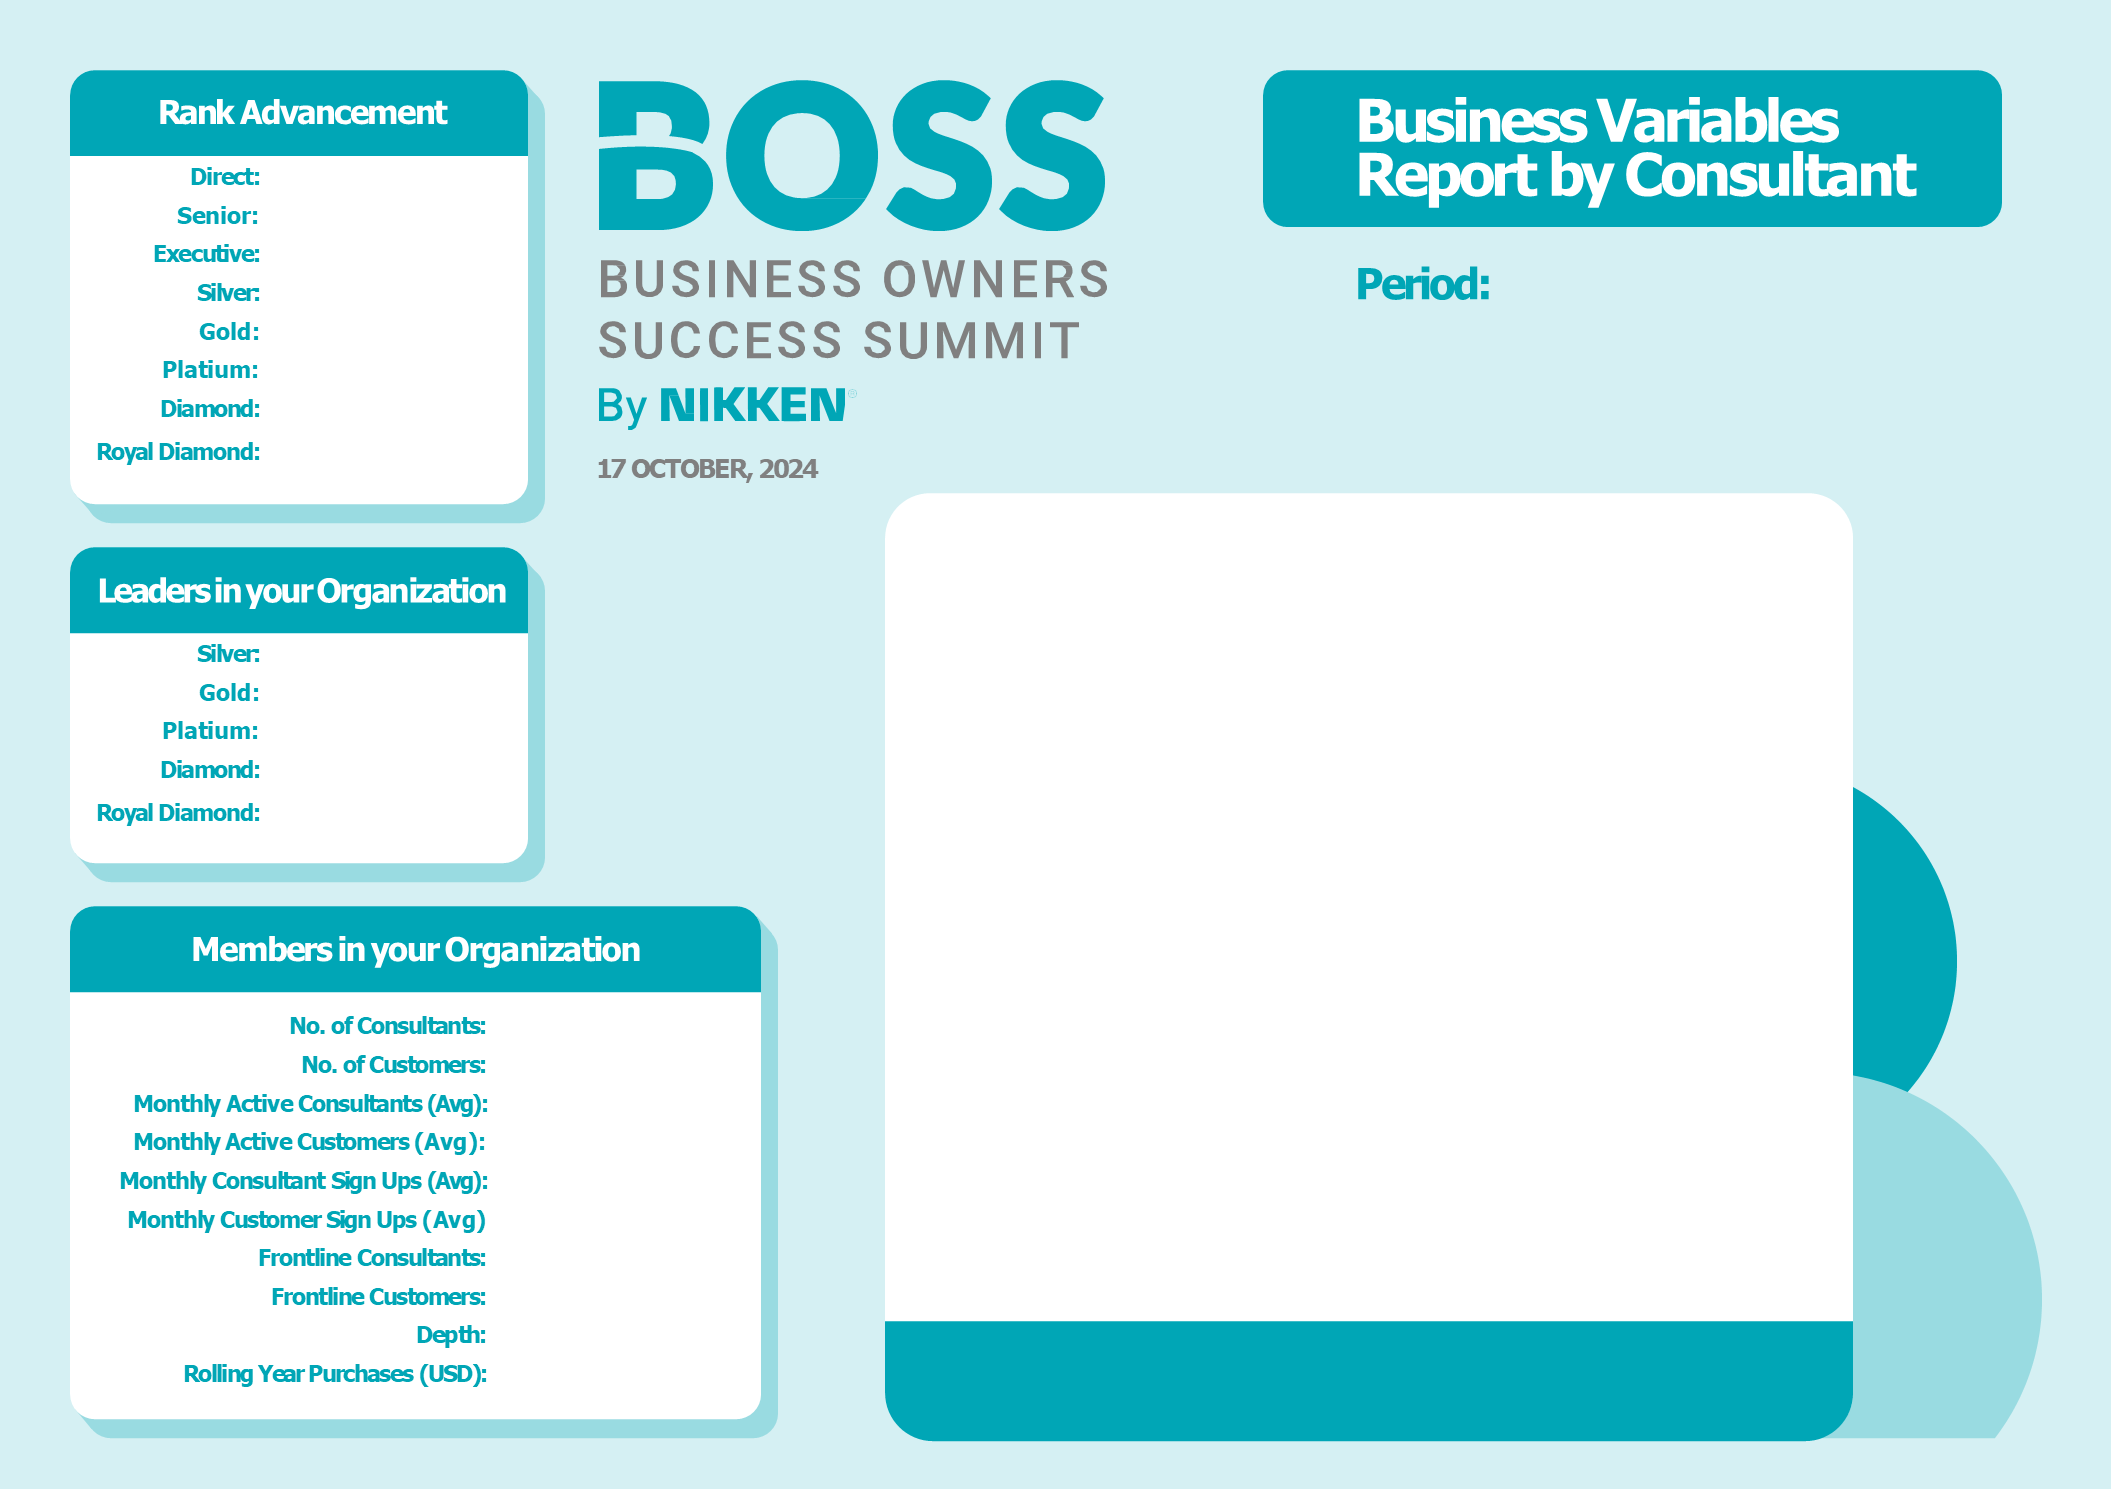 Rank Advancement
Direct:
Senior:
Executive:
Silver:
Gold:
Platium:
Diamond:
Royal Diamond:
BOSS
BUSINESS OWNERS
SUCCESS SUMMIT
By NIKKEN®
17 OCTOBER, 2024
Business Variables
Report by Consultant
Period:
Leaders in your Organization
Silver:
Gold:
Platium:
Diamond:
Royal Diamond:
Members in your Organization
No. of Consultants:
No. of Customers:
Monthly Active Consultants (Avg):
Monthly Active Customers (Avg):
Monthly Consultant Sign Ups (Avg):
Monthly Customer Sign Ups (Avg)
Frontline Consultants:
Frontline Customers:
Depth:
Rolling Year Purchases (USD):